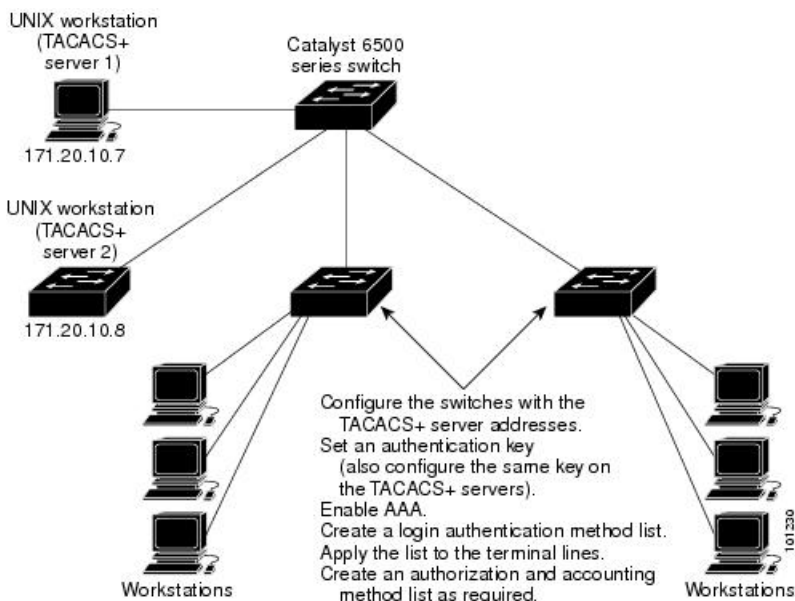 UNIX workstation
(TACACS+
server 1)
Catalyst 6500
series switch
171.20.10.7
UNIX workstation
(TACACS+
server 2)
171.20.10.8
Configure the switches with the
TACACS+ server addresses.
Set an authentication key
(also configure the same key on
the TACACS+ servers).
Enable AAA.
Create a login authentication method list.
Apply the list to the terminal lines.
Create an authorization and accounting
method list as required.
Workstations
Workstations
101230